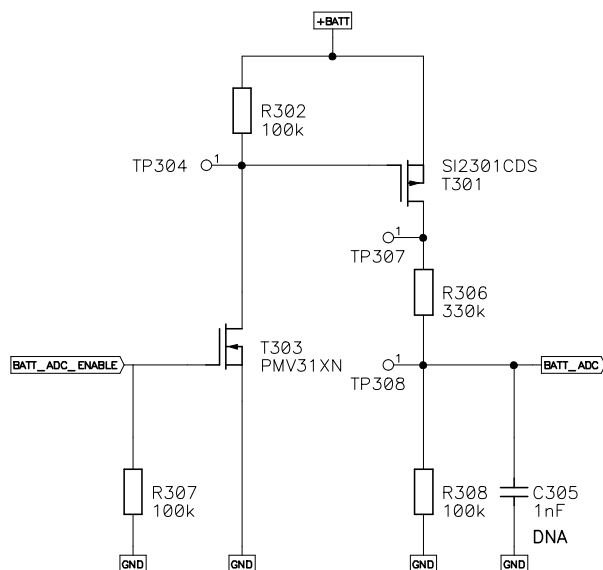 +BATT
R302
100k
TP304
1
SI2301CDS
T301
1
TP307
R306
330k
T303
PMV31XN
BATT_ADC_ENABLE
1
TP308
BATT_ADC
R307
100k
R308
100k
C305
1nF
DNA
GND
GND
GND
GND